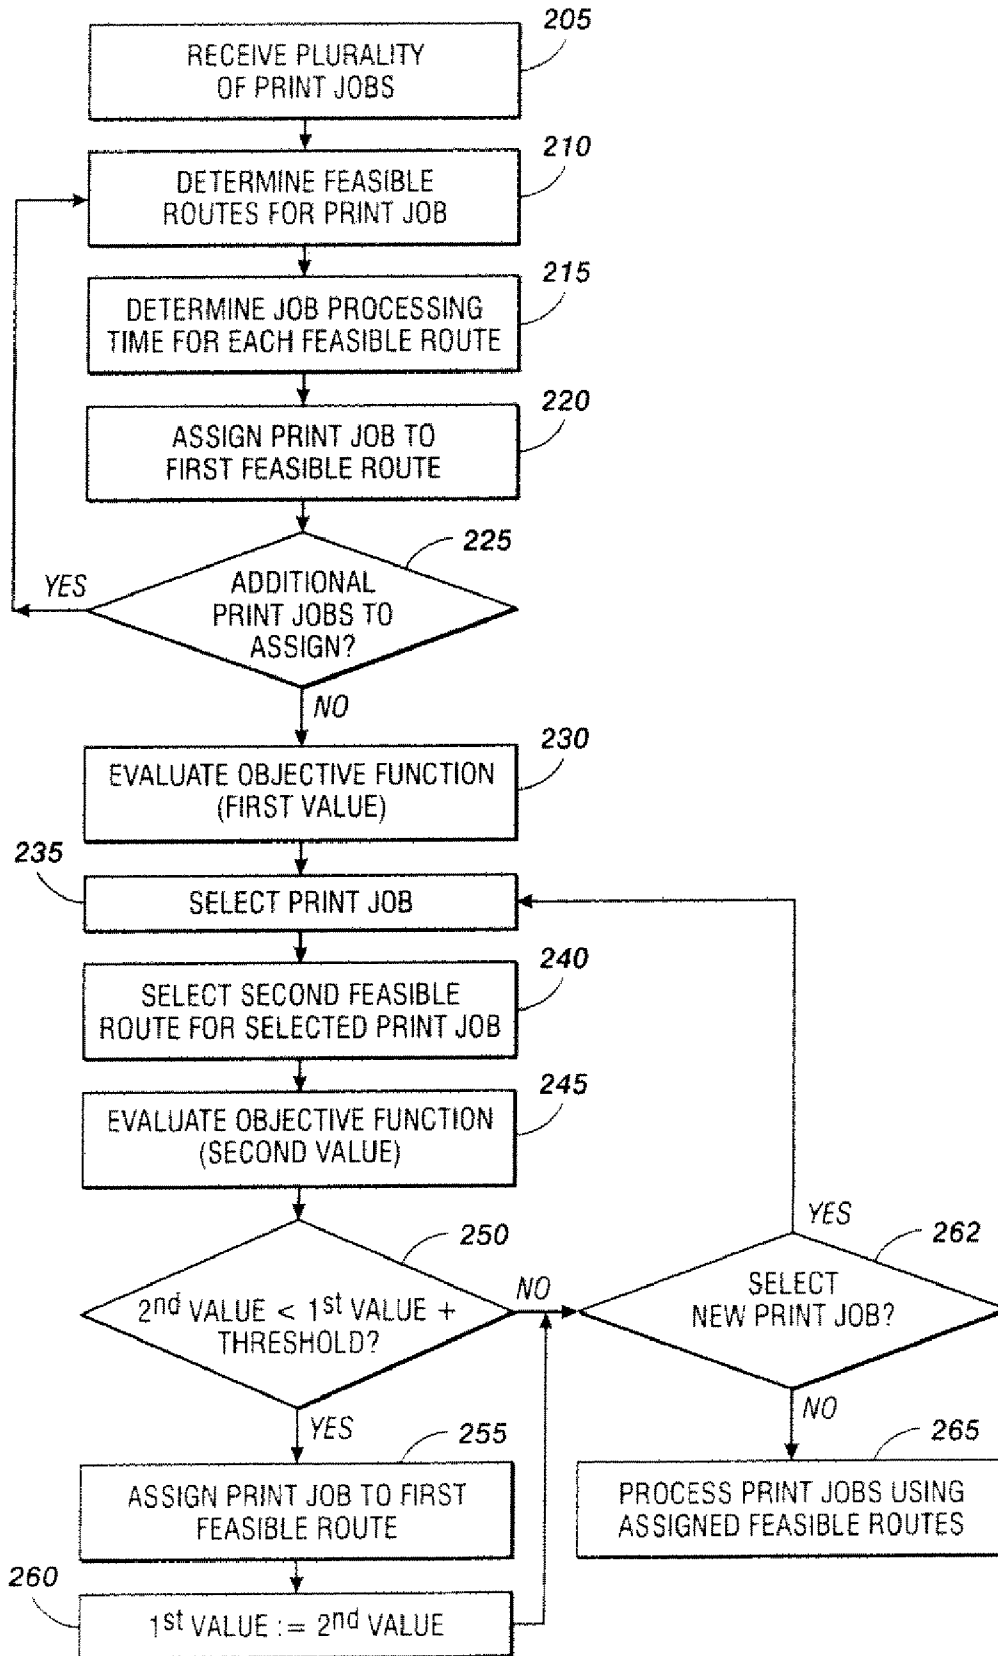 205
RECEIVE PLURALITY
OF PRINT JOBS
210
DETERMINE FEASIBLE
ROUTES FOR PRINT JOB
215
DETERMINE JOB PROCESSING
TIME FOR EACH FEASIBLE ROUTE
220
ASSIGN PRINT JOB TO
FIRST FEASIBLE ROUTE
225
YES
ADDITIONAL
PRINT JOBS TO
ASSIGN?
NO
230
EVALUATE OBJECTIVE FUNCTION
(FIRST VALUE)
235
SELECT PRINT JOB
240
SELECT SECOND FEASIBLE
ROUTE FOR SELECTED PRINT JOB
245
EVALUATE OBJECTIVE FUNCTION
(SECOND VALUE)
250
2nd VALUE < 1st VALUE +
THRESHOLD?
NO
YES
262
SELECT
NEW PRINT JOB?
YES
NO
255
ASSIGN PRINT JOB TO FIRST
FEASIBLE ROUTE
265
PROCESS PRINT JOBS USING
ASSIGNED FEASIBLE ROUTES
260
1st VALUE := 2nd VALUE